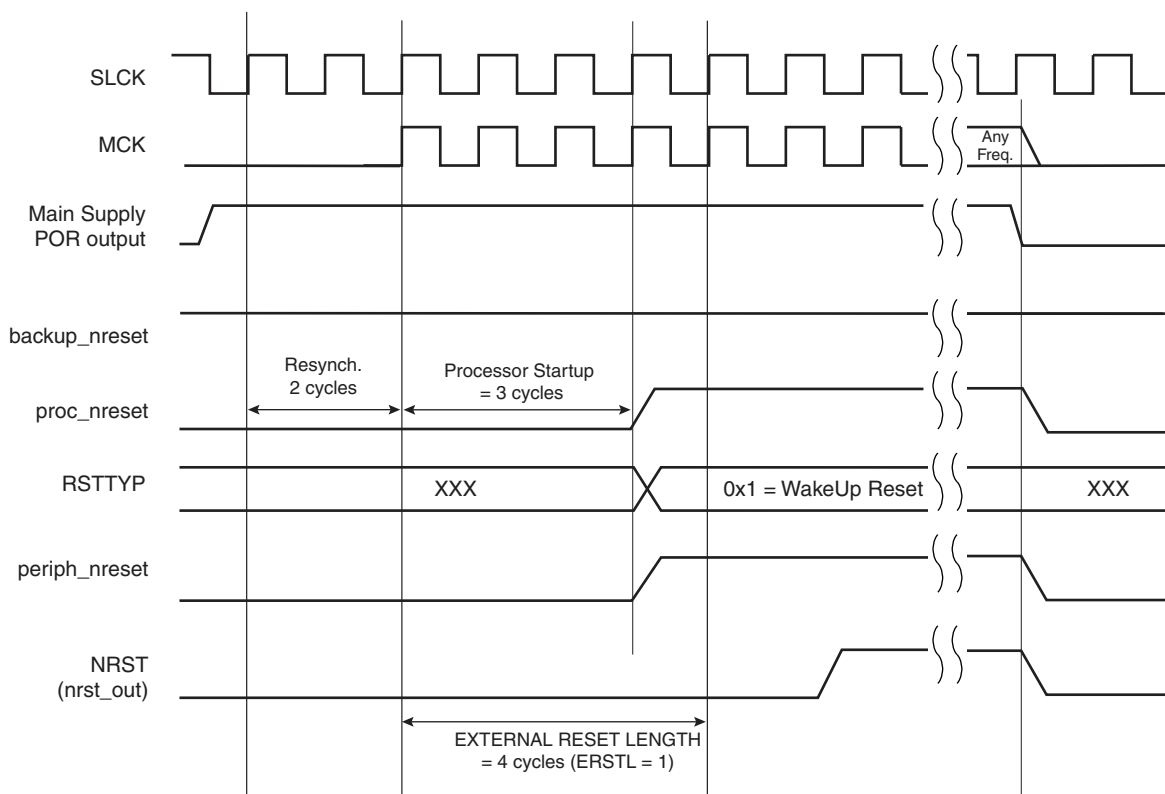 SLCK
MCK
Any
Freq.
Main Supply
POR output
backup_nreset
Resynch.
2 cycles
Processor Startup
= 3 cycles
proc_nreset
RSTTYP
XXX
0x1 = WakeUp Reset
XXX
periph_nreset
NRST
(nrst_out)
EXTERNAL RESET LENGTH
= 4 cycles (ERSTL = 1)